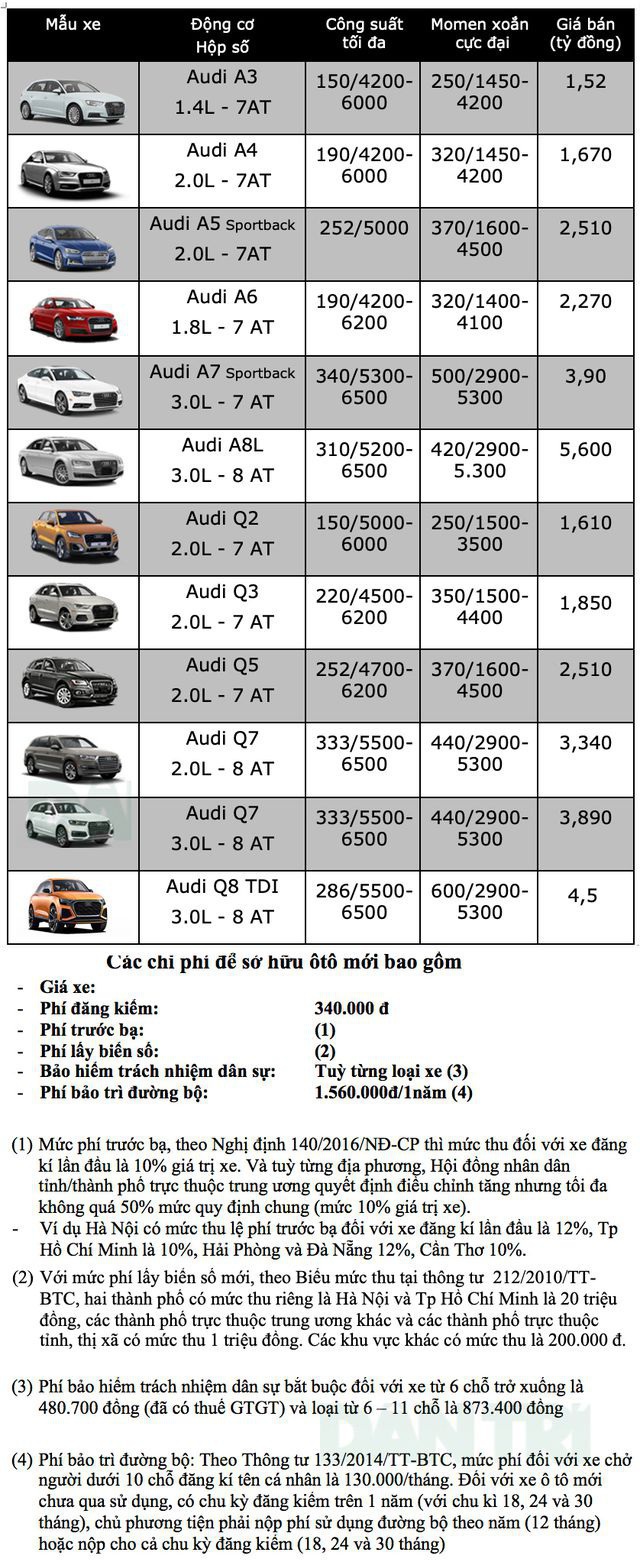 Mẫu xe
Động cơ
Hộp số
Công suất
tối đa
Momen xoắn
cực đại
Giá bán
(tỷ đồng)
Audi A3
1.4L - 7AT
150/4200-
6000
250/1450-
4200
1,52
Audi A4
2.0L - 7AT
190/4200-
6000
320/1450-
4200
1,670
Audi A5 Sportback
2.0L - 7AT
252/5000
370/1600-
4500
2,510
Audi A6
1.8L - 7 AT
190/4200-
6200
320/1400-
4100
2,270
Audi A7 Sportback
3.0L - 7 AT
340/5300-
6500
500/2900-
5300
3,90
Audi A8L
3.0L - 8 AT
310/5200-
6500
420/2900-
5.300
5,600
Audi Q2
2.0L - 7 AT
150/5000-
6000
250/1500-
3500
1,610
Audi Q3
2.0L - 7 AT
220/4500-
6200
350/1500-
4400
1,850
Audi Q5
2.0L - 7 AT
252/4700-
6200
370/1600-
4500
2,510
Audi Q7
2.0L - 8 AT
333/5500-
6500
440/2900-
5300
3,340
Audi Q7
3.0L - 8 AT
333/5500-
6500
440/2900-
5300
3,890
Audi Q8 TDI
3.0L - 8 AT
286/5500-
6500
600/2900-
5300
4,5
Các chi phí để sở hữu ôtô mới bao gồm
- Giá xe:
- Phí đăng kiểm: 340.000 đ
- Phí trước bạ: (1)
- Phí lấy biển số: (2)
- Bảo hiểm trách nhiệm dân sự: Tuỳ từng loại xe (3)
- Phí bảo trì đường bộ: 1.560.000đ/1năm (4)
(1) Mức phí trước bạ, theo Nghị định 140/2016/NĐ-CP thì mức thu đối với xe đăng
kí lần đầu là 10% giá trị xe. Và tuỳ từng địa phương, Hội đồng nhân dân
tỉnh/thành phố trực thuộc trung ương quyết định điều chỉnh tăng nhưng tối đa
không quá 50% mức quy định chung (mức 10% giá trị xe).
- Ví dụ Hà Nội có mức thu lệ phí trước bạ đối với xe đăng kí lần đầu là 12%, Tp
Hồ Chí Minh là 10%, Hải Phòng và Đà Nẵng 12%, Cần Thơ 10%.
(2) Với mức phí lấy biển số mới, theo Biểu mức thu tại thông tư 212/2010/TT-
BTC, hai thành phố có mức thu riêng là Hà Nội và Tp Hồ Chí Minh là 20 triệu
đồng, các thành phố trực thuộc trung ương khác và các thành phố trực thuộc
tỉnh, thị xã có mức thu 1 triệu đồng. Các khu vực khác có mức thu là 200.000 đ.
(3) Phí bảo hiểm trách nhiệm dân sự bắt buộc đối với xe từ 6 chỗ trở xuống là
480.700 đồng (đã có thuế GTGT) và loại từ 6 – 11 chỗ là 873.400 đồng
DÂN TRÍ
(4) Phí bảo trì đường bộ: Theo Thông tư 133/2014/TT-BTC, mức phí đối với xe chở
người dưới 10 chỗ đăng kí tên cá nhân là 130.000/tháng. Đối với xe ô tô mới
chưa qua sử dụng, có chu kỳ đăng kiểm trên 1 năm (với chu kì 18, 24 và 30
tháng), chủ phương tiện phải nộp phí sử dụng đường bộ theo năm (12 tháng)
hoặc nộp cho cả chu kỳ đăng kiểm (18, 24 và 30 tháng)